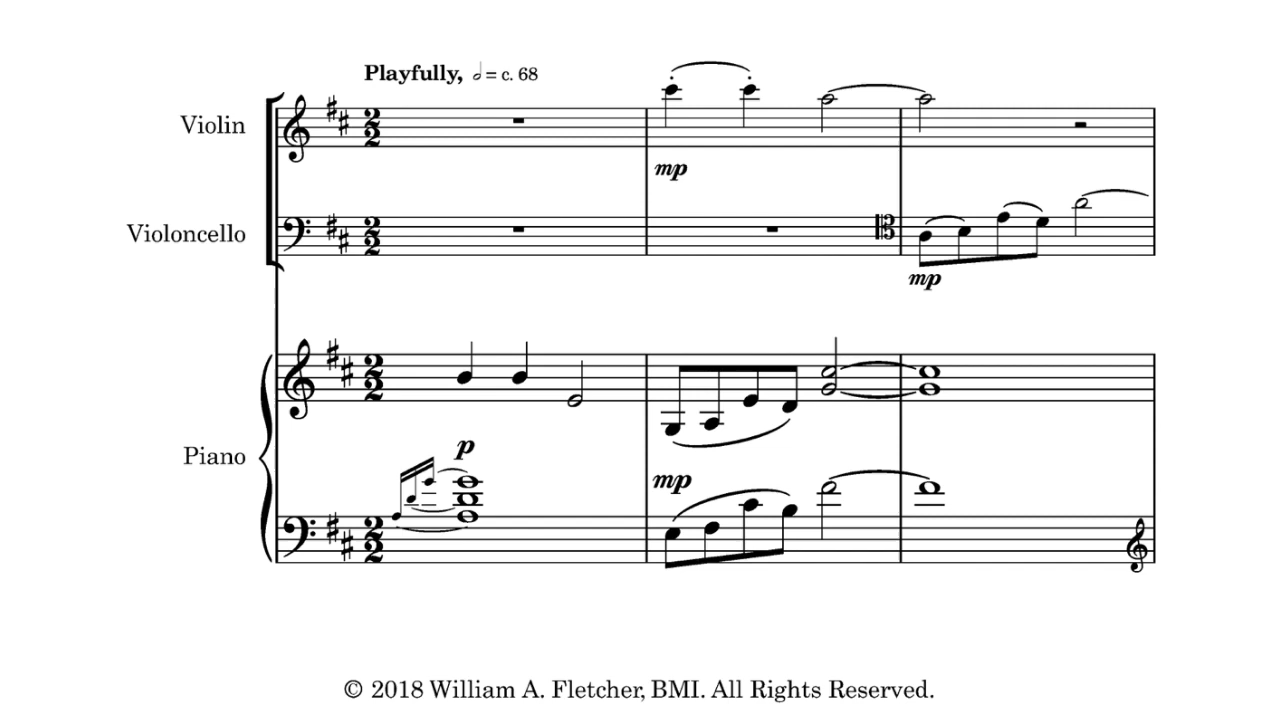 Playfully, 𝅗𝅥 = c. 68
Violin
mp
Violoncello
mp
Piano
p
mp
© 2018 William A. Fletcher, BMI. All Rights Reserved.